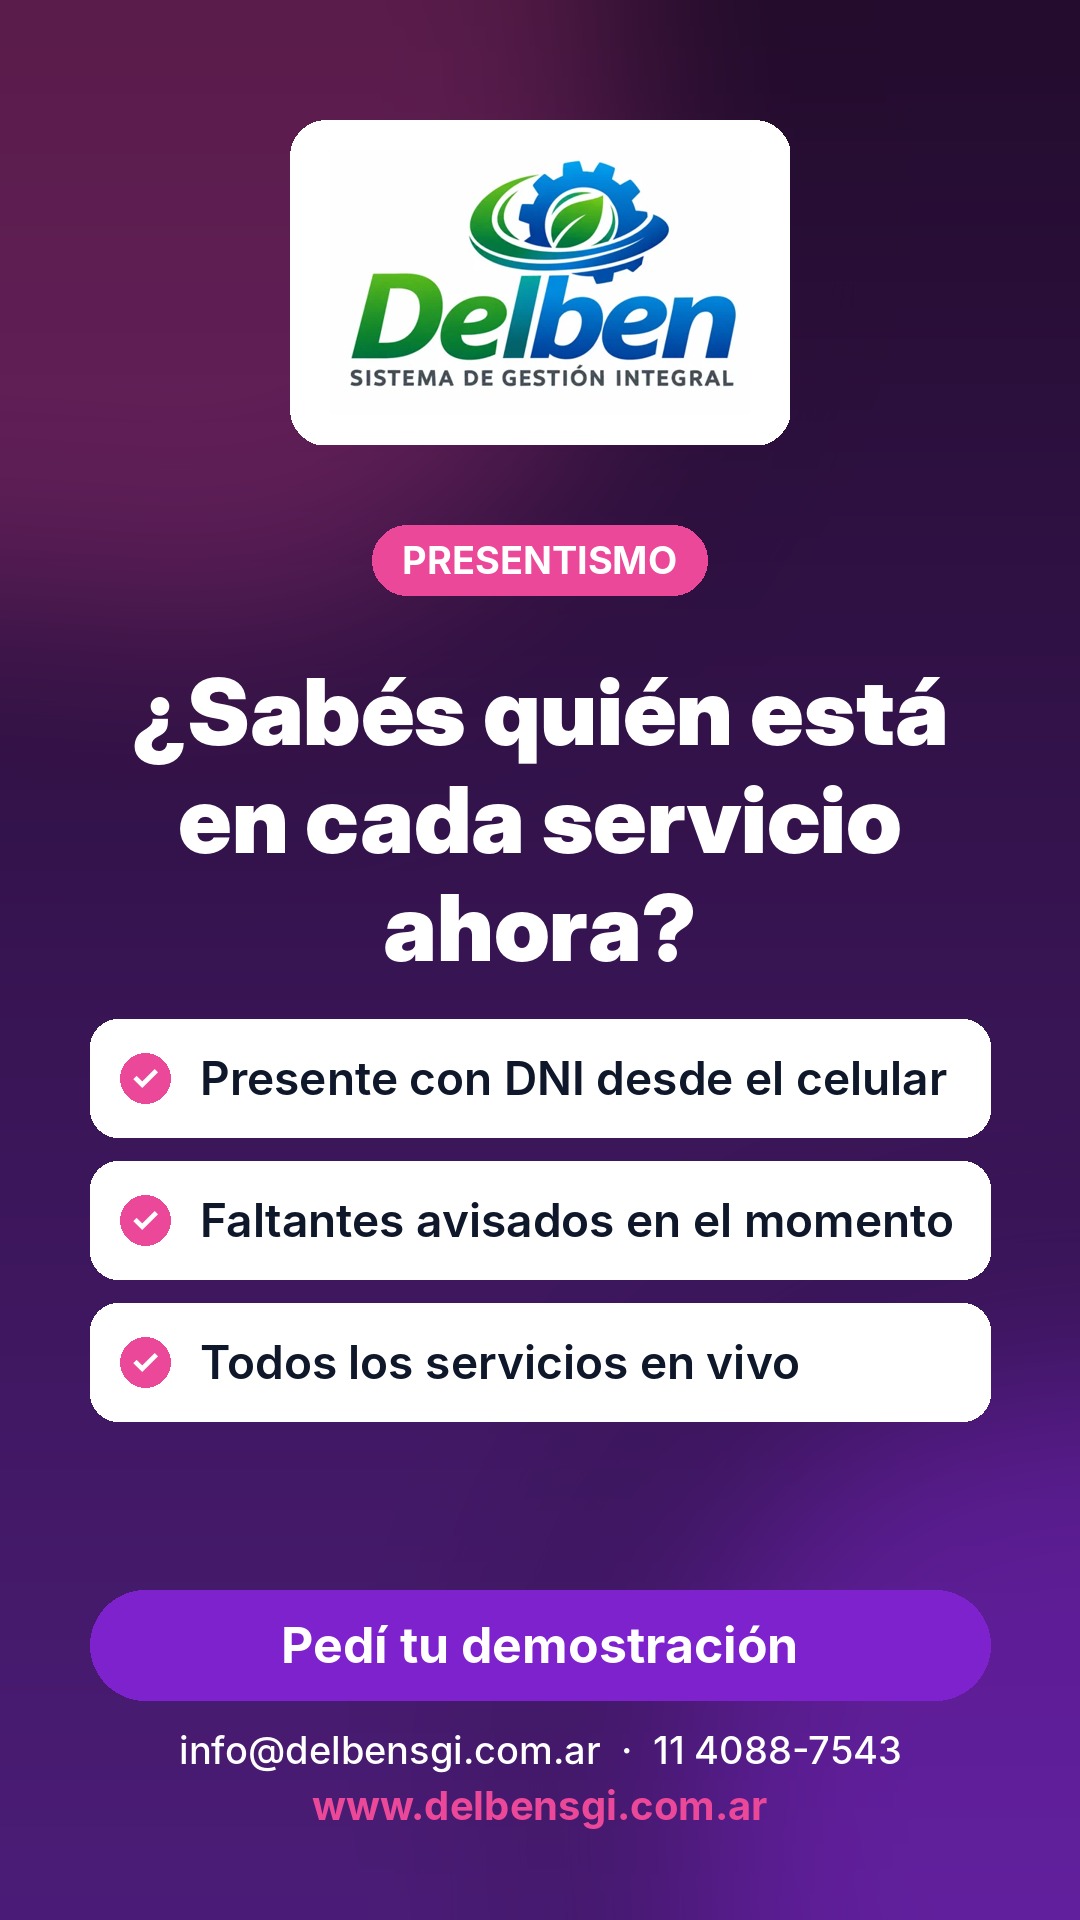 Delben
SISTEMA DE GESTIÓN INTEGRAL
PRESENTISMO
¿Sabés quién está
en cada servicio
ahora?
Presente con DNI desde el celular
Faltantes avisados en el momento
Todos los servicios en vivo
Pedí tu demostración
info@delbensgi.com.ar · 11 4088-7543
www.delbensgi.com.ar